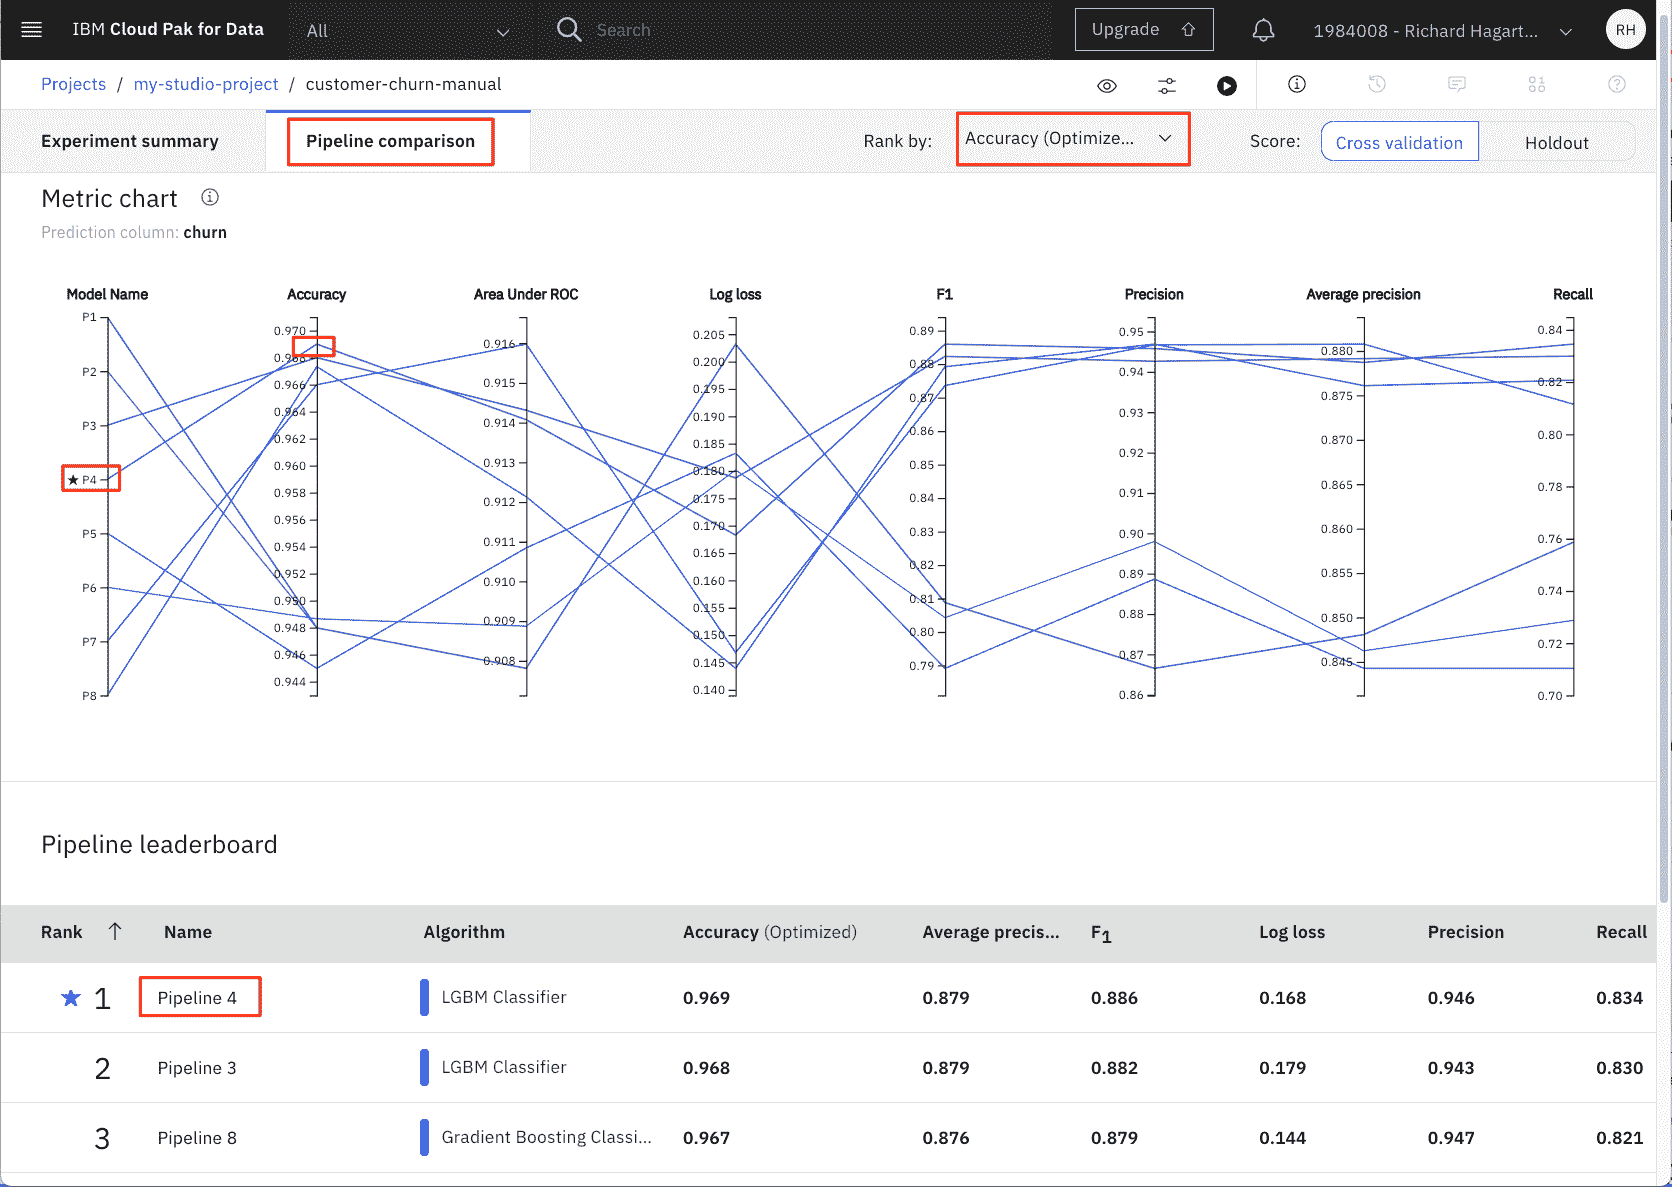 IBM Cloud Pak for Data All Search Upgrade 1984008 - Richard Hagart... RH
Projects / my-studio-project / customer-churn-manual
Experiment summary Pipeline comparison Rank by: Accuracy (Optimize... Score: Cross validation Holdout
Metric chart
Prediction column: churn
Model Name
P1
P2
P3
P4
P5
P6
P7
P8
Accuracy
0.970
0.968
0.966
0.964
0.962
0.960
0.958
0.956
0.954
0.952
0.950
0.948
0.946
0.944
Area Under ROC
0.916
0.915
0.914
0.913
0.912
0.911
0.910
0.909
0.908
Log loss
0.205
0.200
0.195
0.190
0.185
0.180
0.175
0.170
0.165
0.160
0.155
0.150
0.145
0.140
F1
0.89
0.88
0.87
0.86
0.85
0.84
0.83
0.82
0.81
0.80
0.79
Precision
0.95
0.94
0.93
0.92
0.91
0.90
0.89
0.88
0.87
0.86
Average precision
0.880
0.875
0.870
0.865
0.860
0.855
0.850
0.845
Recall
0.84
0.82
0.80
0.78
0.76
0.74
0.72
0.70
Pipeline leaderboard
Rank Name Algorithm Accuracy (Optimized) Average precis... F1 Log loss Precision Recall
1 Pipeline 4 LGBM Classifier 0.969 0.879 0.886 0.168 0.946 0.834
2 Pipeline 3 LGBM Classifier 0.968 0.879 0.882 0.179 0.943 0.830
3 Pipeline 8 Gradient Boosting Classi... 0.967 0.876 0.879 0.144 0.947 0.821